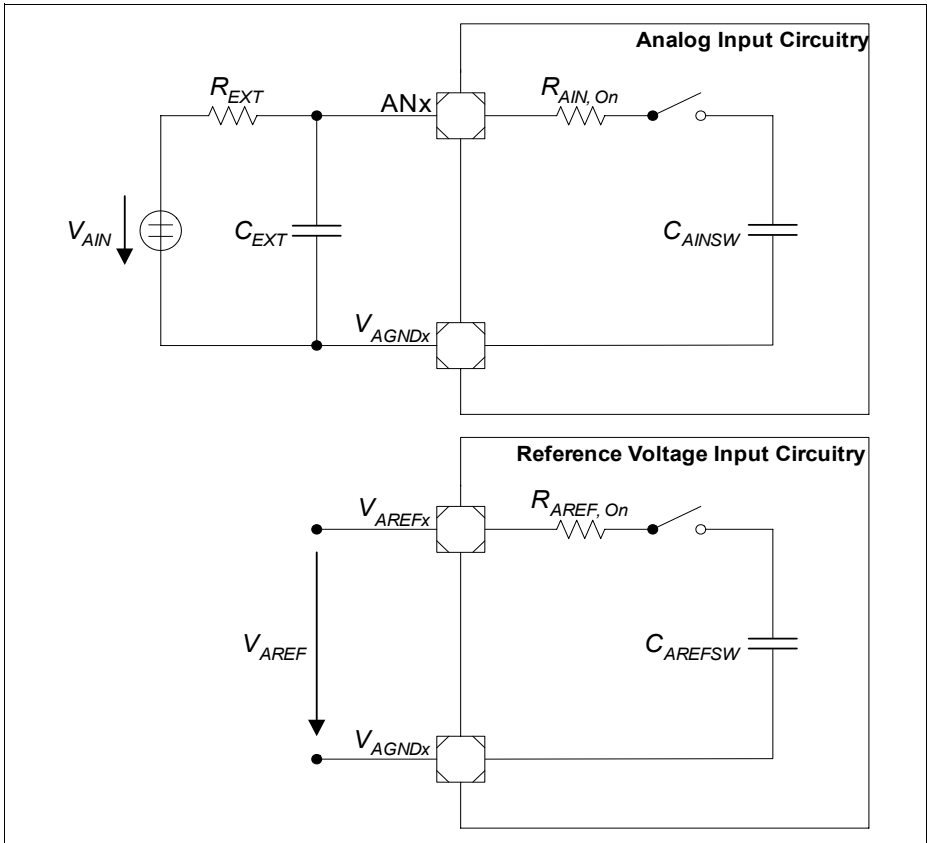 Analog Input Circuitry
R_EXT
ANx
R_AIN, On
V_AIN
C_EXT
C_AINSW
V_AGNDx
Reference Voltage Input Circuitry
V_AREFx
R_AREF, On
V_AREF
C_AREFSW
V_AGNDx